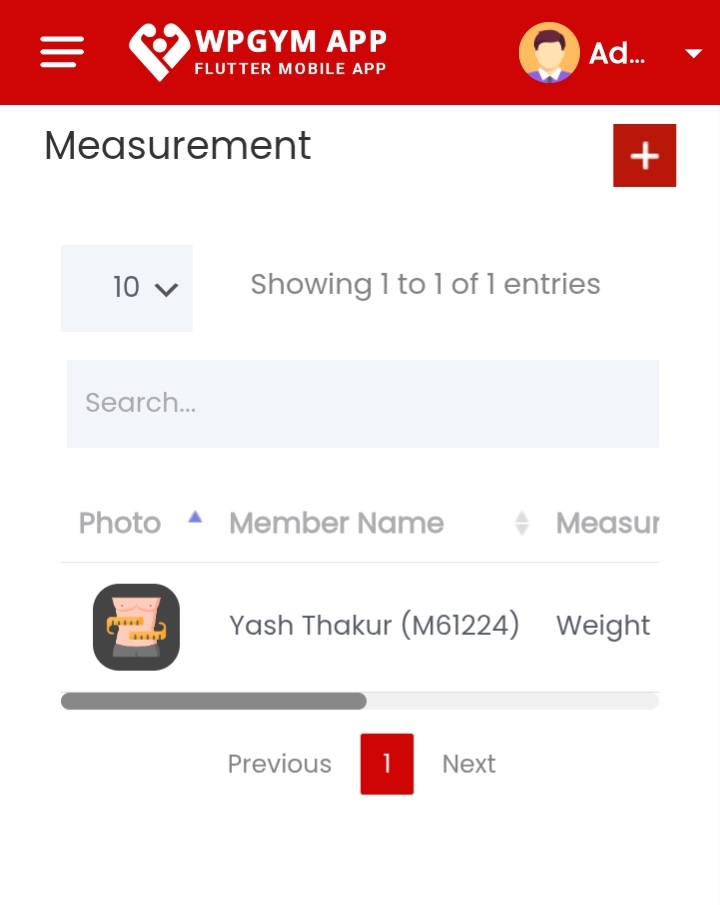 WPGYM APP
FLUTTER MOBILE APP
Ad...
Measurement
10
Showing 1 to 1 of 1 entries
Search...
Photo Member Name Measur
Yash Thakur (M61224) Weight
Previous 1 Next